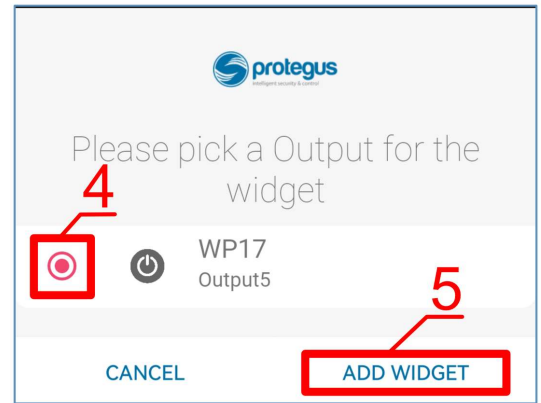 protegus
intelligent security & control
Please pick a Output for the
widget
4
WP17
Output5
5
CANCEL
ADD WIDGET